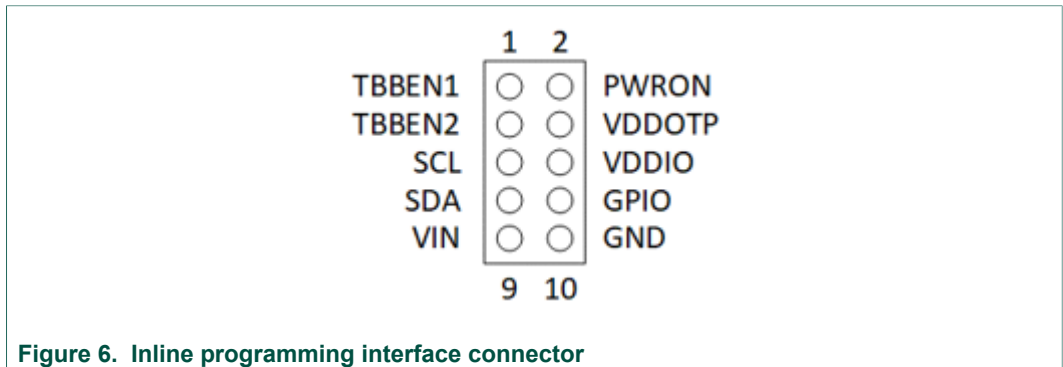 1 2
TBBEN1 PWRON
TBBEN2 VDDOTP
SCL VDDIO
SDA GPIO
VIN GND
9 10
Figure 6. Inline programming interface connector